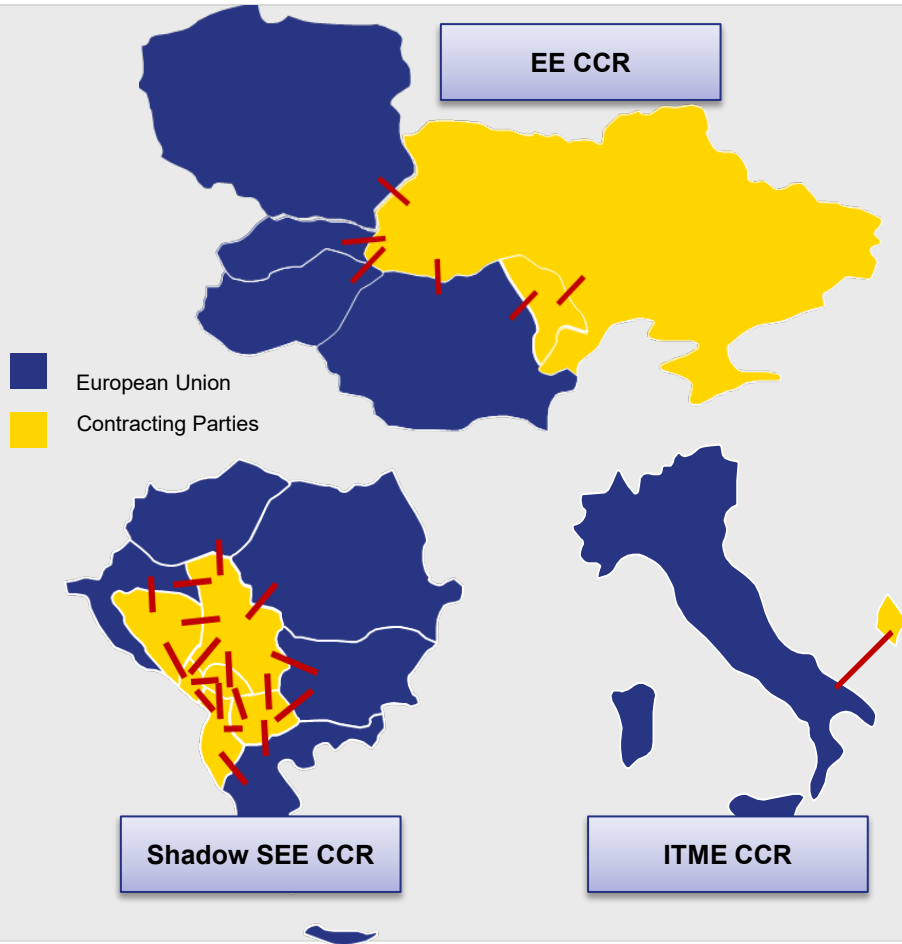 EE CCR
European Union
Contracting Parties
Shadow SEE CCR
ITME CCR